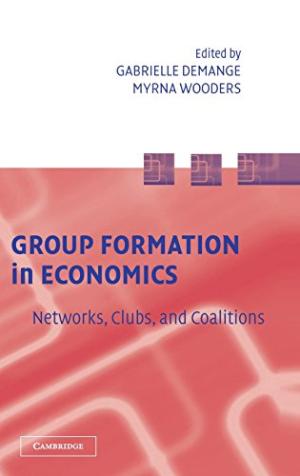 Edited by
GABRIELLE DEMANGE
MYRNA WOODERS
GROUP FORMATION
in ECONOMICS
Networks, Clubs, and Coalitions
CAMBRIDGE